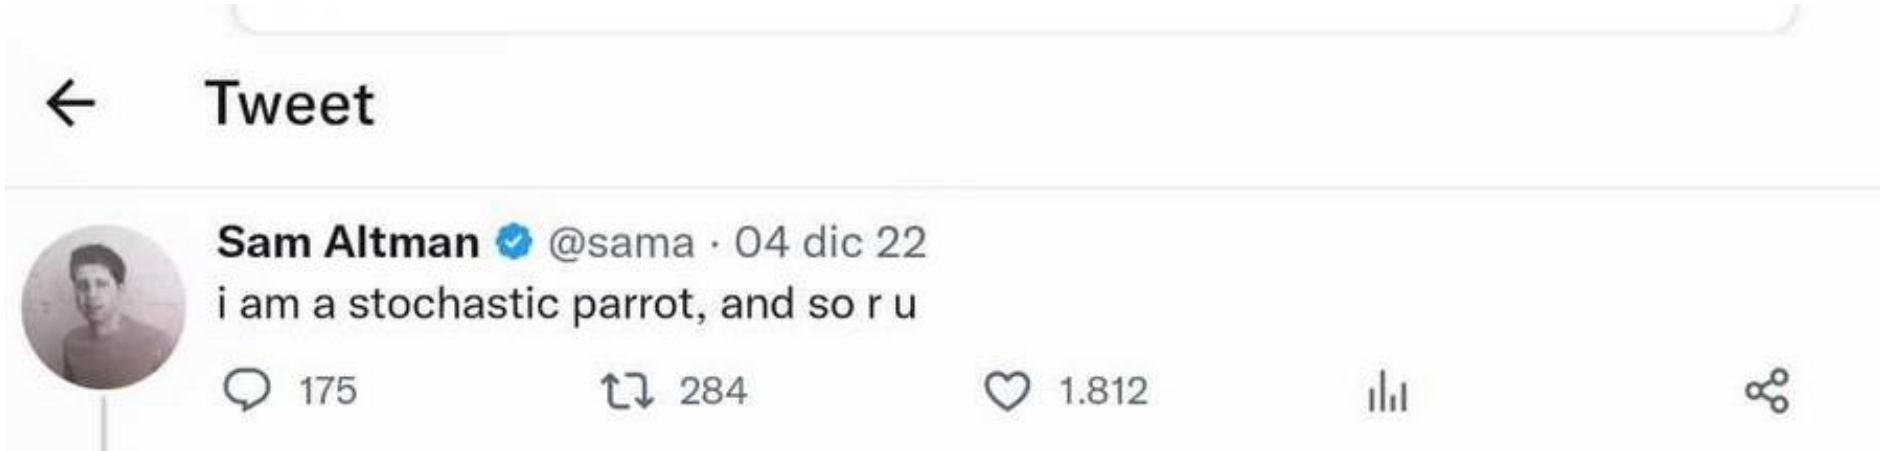 Tweet
Sam Altman @sama · 04 dic 22
i am a stochastic parrot, and so r u
175 284 1.812